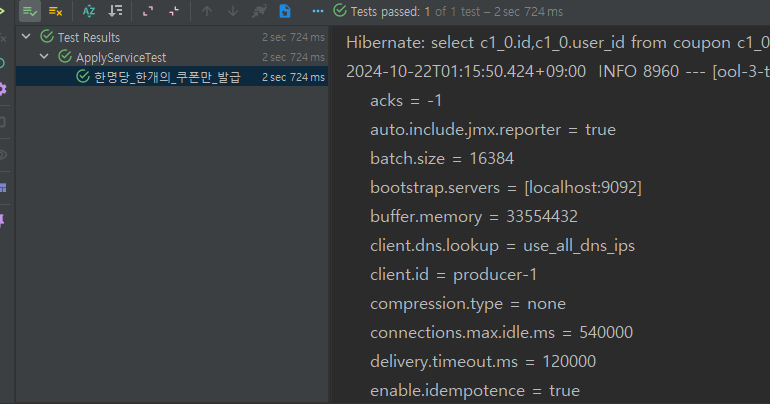 Tests passed: 1 of 1 test – 2 sec 724 ms
Test Results 2 sec 724 ms
ApplyServiceTest 2 sec 724 ms
한명당_한개의_쿠폰만_발급 2 sec 724 ms
Hibernate: select c1_0.id,c1_0.user_id from coupon c1_0
2024-10-22T01:15:50.424+09:00 INFO 8960 --- [ool-3-t
acks = -1
auto.include.jmx.reporter = true
batch.size = 16384
bootstrap.servers = [localhost:9092]
buffer.memory = 33554432
client.dns.lookup = use_all_dns_ips
client.id = producer-1
compression.type = none
connections.max.idle.ms = 540000
delivery.timeout.ms = 120000
enable.idempotence = true